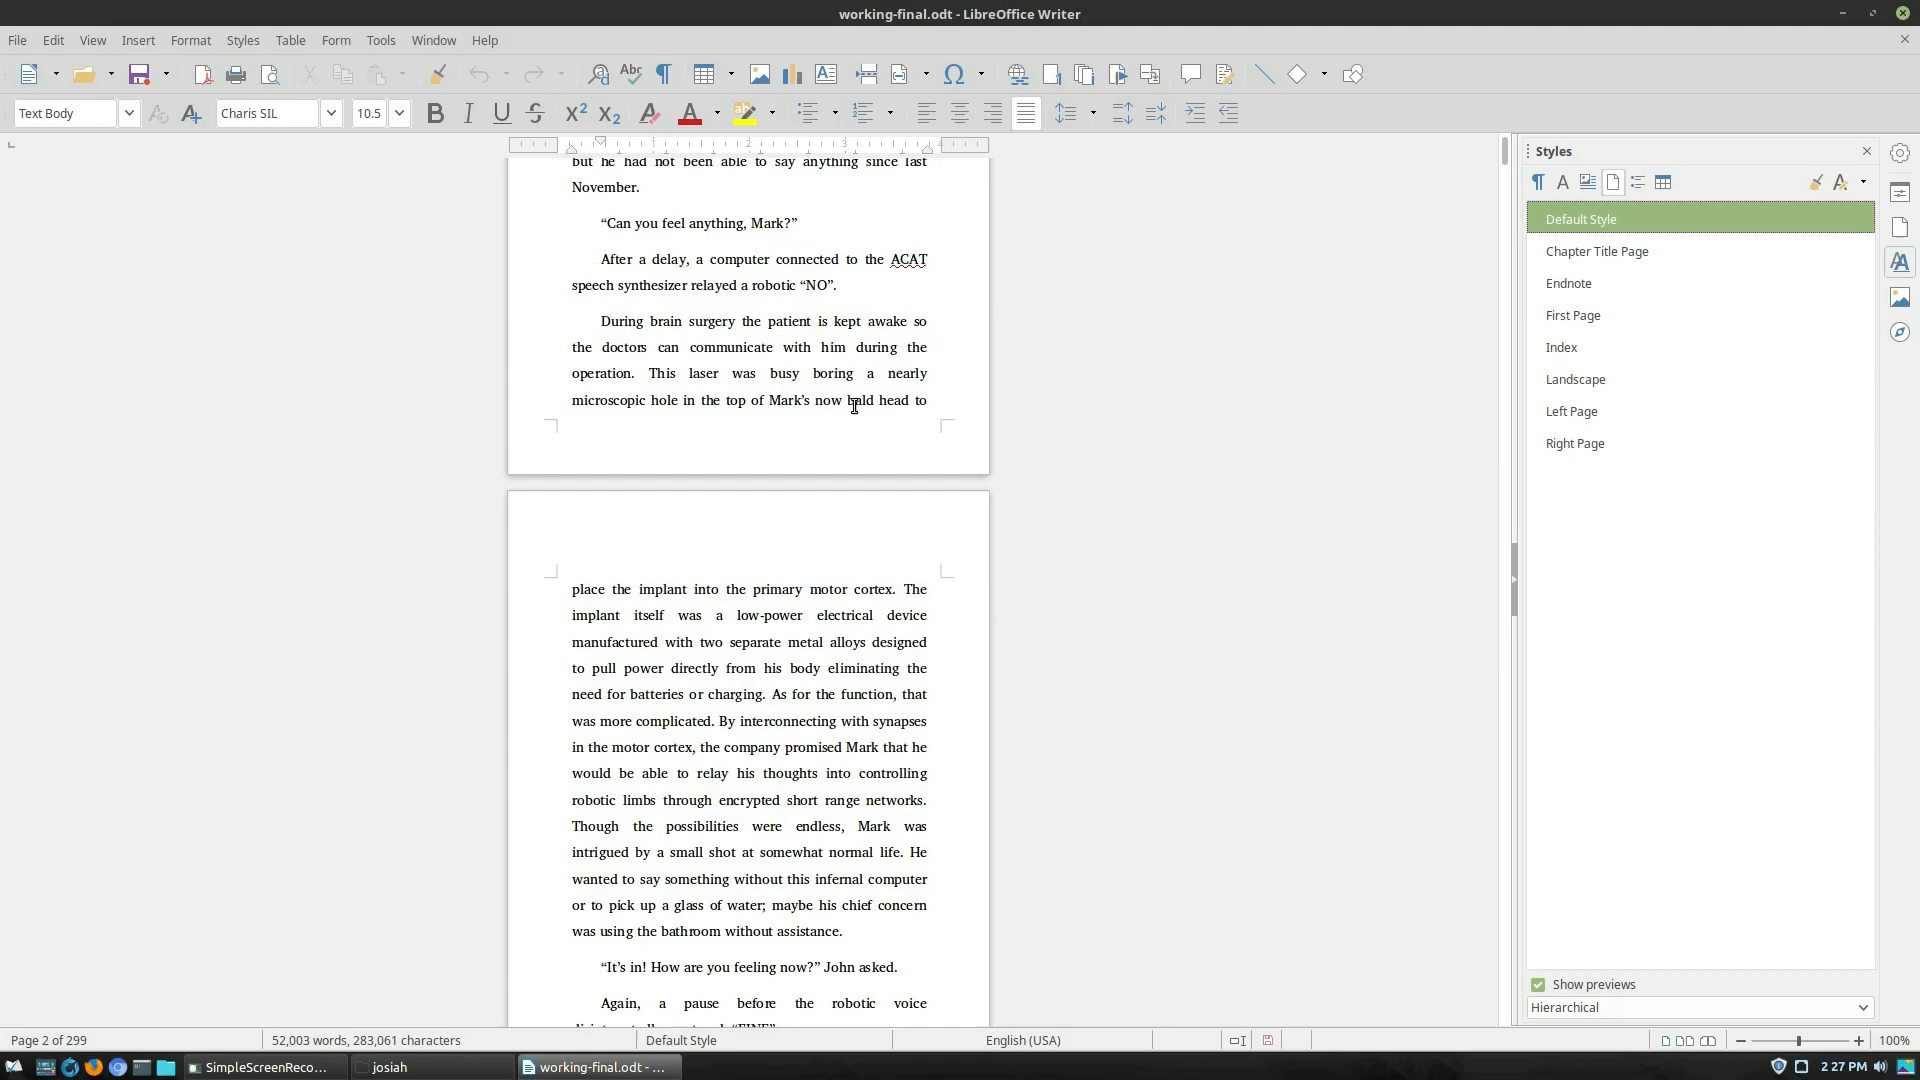 working-final.odt - LibreOffice Writer
File Edit View Insert Format Styles Table Form Tools Window Help
Text Body Charis SIL 10.5
but he had not been able to say anything since last
November.
“Can you feel anything, Mark?”
After a delay, a computer connected to the ACAT
speech synthesizer relayed a robotic “NO”.
During brain surgery the patient is kept awake so
the doctors can communicate with him during the
operation. This laser was busy boring a nearly
microscopic hole in the top of Mark’s now bald head to
place the implant into the primary motor cortex. The
implant itself was a low-power electrical device
manufactured with two separate metal alloys designed
to pull power directly from his body eliminating the
need for batteries or charging. As for the function, that
was more complicated. By interconnecting with synapses
in the motor cortex, the company promised Mark that he
would be able to relay his thoughts into controlling
robotic limbs through encrypted short range networks.
Though the possibilities were endless, Mark was
intrigued by a small shot at somewhat normal life. He
wanted to say something without this infernal computer
or to pick up a glass of water; maybe his chief concern
was using the bathroom without assistance.
“It’s in! How are you feeling now?” John asked.
Again, a pause before the robotic voice
Styles
Default Style
Chapter Title Page
Endnote
First Page
Index
Landscape
Left Page
Right Page
Show previews
Hierarchical
Page 2 of 299 52,003 words, 283,061 characters Default Style English (USA) 100%
SimpleScreenReco... josiah working-final.odt - ... 2:27 PM